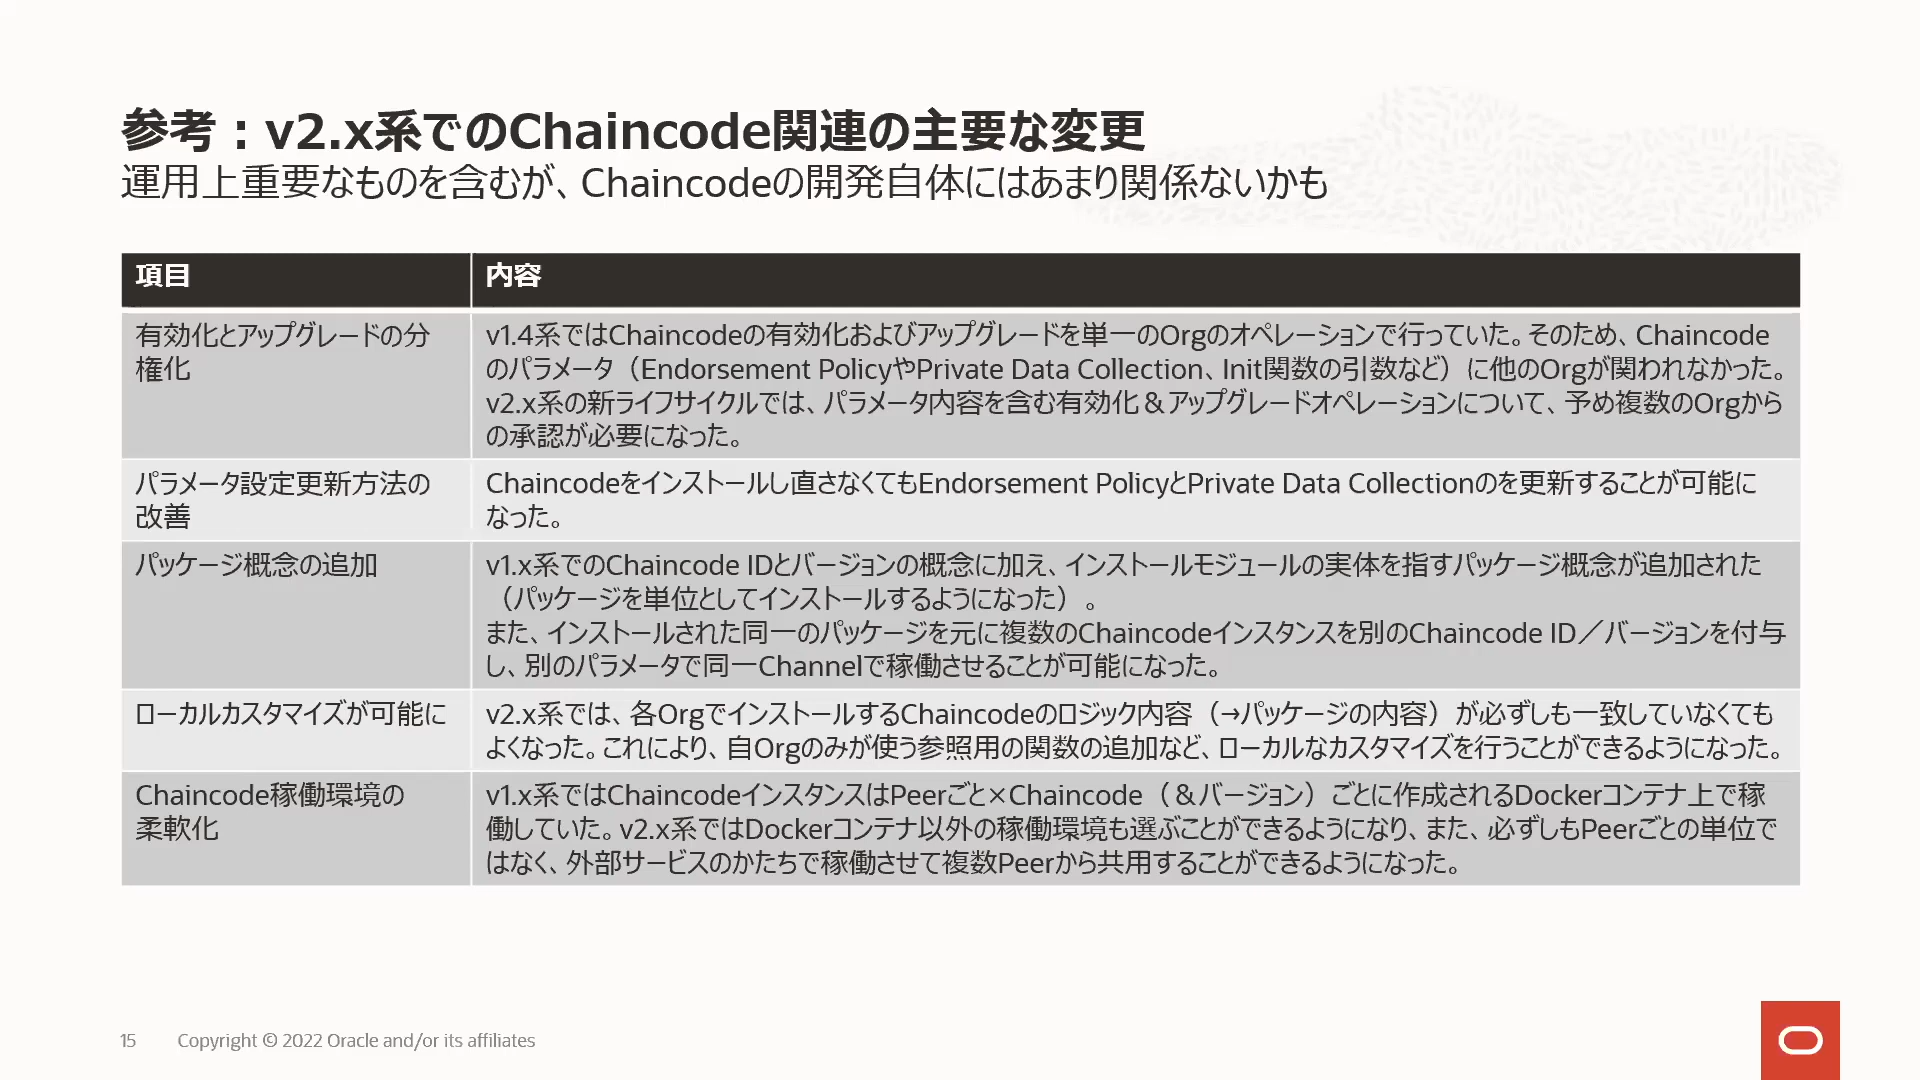 参考：v2.x系でのChaincode関連の主要な変更
運用上重要なものを含むが、Chaincodeの開発自体にはあまり関係ないかも
項目
内容
有効化とアップグレードの分
権化
v1.4系ではChaincodeの有効化およびアップグレードを単一のOrgのオペレーションで行っていた。そのため、Chaincode
のパラメータ（Endorsement PolicyやPrivate Data Collection、Init関数の引数など）に他のOrgが関われなかった。
v2.x系の新ライフサイクルでは、パラメータ内容を含む有効化＆アップグレードオペレーションについて、予め複数のOrgから
の承認が必要になった。
パラメータ設定更新方法の
改善
Chaincodeをインストールし直さなくてもEndorsement PolicyとPrivate Data Collectionのを更新することが可能に
なった。
パッケージ概念の追加
v1.x系でのChaincode IDとバージョンの概念に加え、インストールモジュールの実体を指すパッケージ概念が追加された
（パッケージを単位としてインストールするようになった）。
また、インストールされた同一のパッケージを元に複数のChaincodeインスタンスを別のChaincode ID／バージョンを付与
し、別のパラメータで同一Channelで稼働させることが可能になった。
ローカルカスタマイズが可能に
v2.x系では、各OrgでインストールするChaincodeのロジック内容（→パッケージの内容）が必ずしも一致していなくても
よくなった。これにより、自Orgのみが使う参照用の関数の追加など、ローカルなカスタマイズを行うことができるようになった。
Chaincode稼働環境の
柔軟化
v1.x系ではChaincodeインスタンスはPeerごと×Chaincode（＆バージョン）ごとに作成されるDockerコンテナ上で稼
働していた。v2.x系ではDockerコンテナ以外の稼働環境も選ぶことができるようになり、また、必ずしもPeerごとの単位で
はなく、外部サービスのかたちで稼働させて複数Peerから共用することができるようになった。
15
Copyright © 2022 Oracle and/or its affiliates